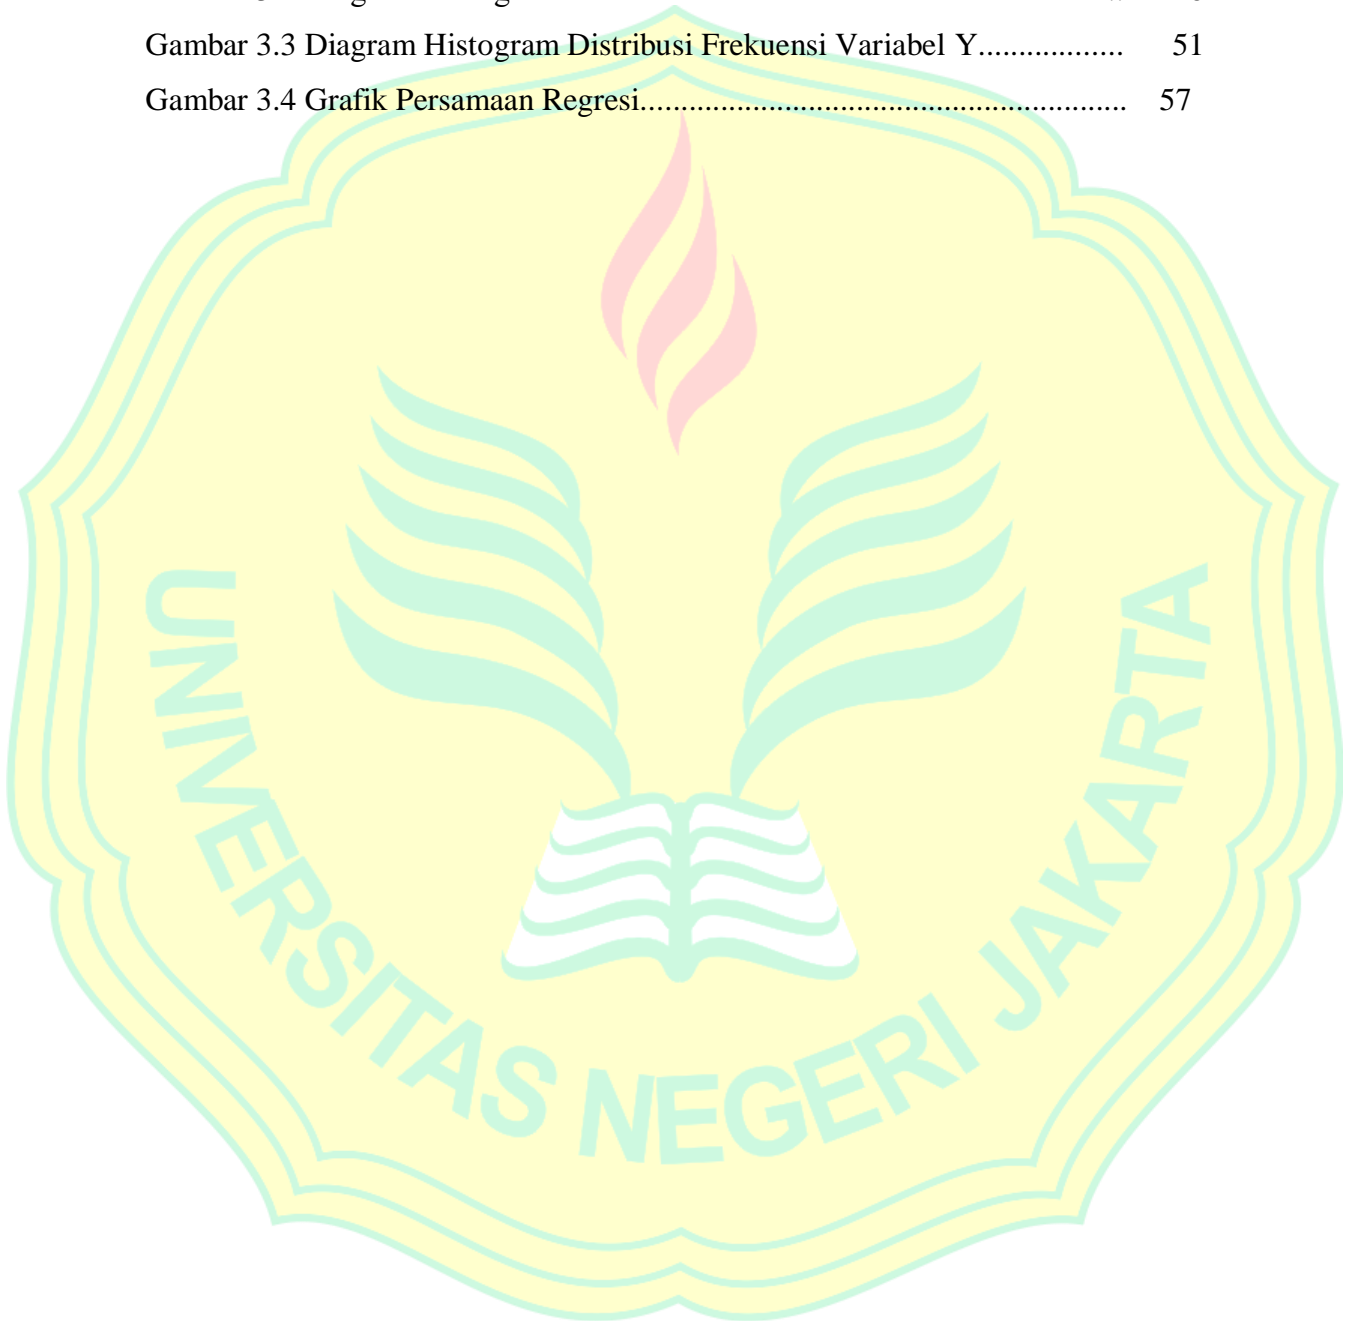 Gambar 3.3 Diagram Histogram Distribusi Frekuensi Variabel Y.................. 51
Gambar 3.4 Grafik Persamaan Regresi........................................................... 57
UNIVERSITAS NEGERI JAKARTA